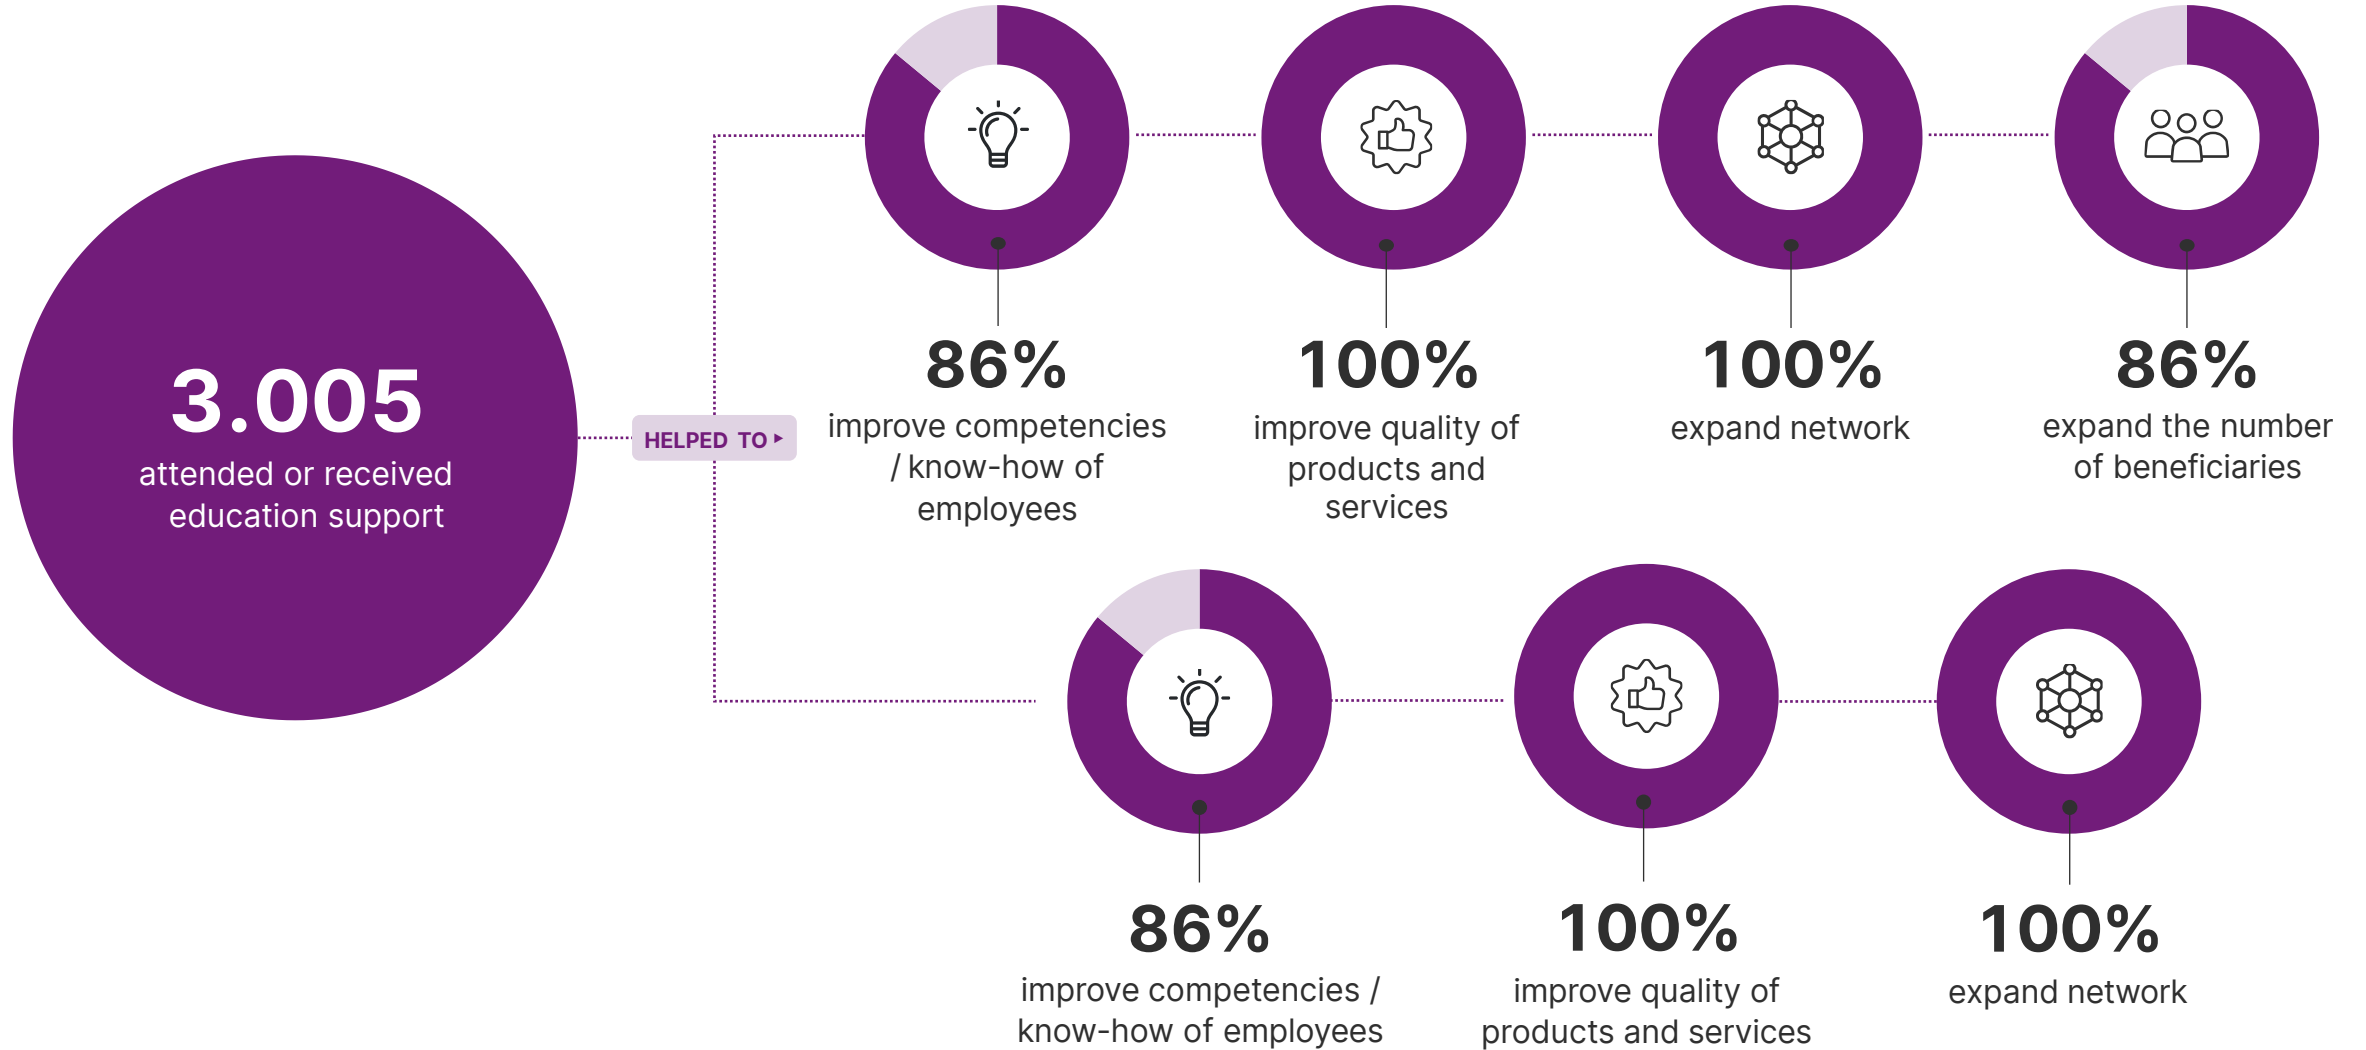 3.005
attended or received
education support
HELPED TO
86%
improve competencies
/ know-how of
employees
100%
improve quality of
products and
services
100%
expand network
86%
expand the number
of beneficiaries
86%
improve competencies /
know-how of employees
100%
improve quality of
products and services
100%
expand network